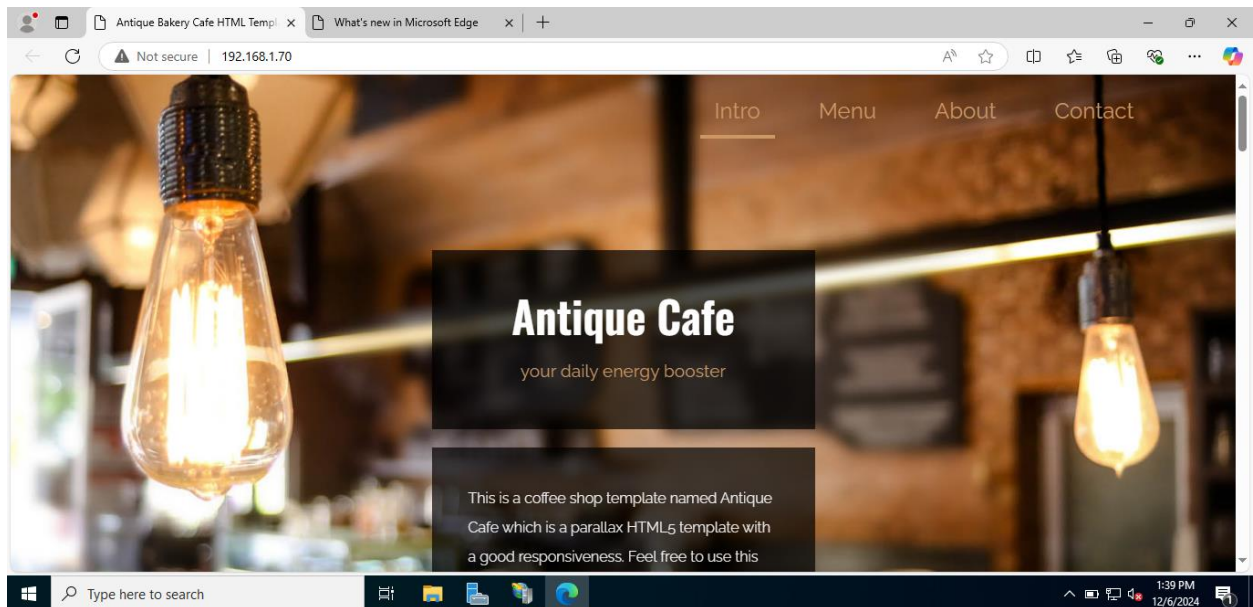 Antique Bakery Cafe HTML Templ
What's new in Microsoft Edge
Not secure
192.168.1.70
Intro
Menu
About
Contact
Antique Cafe
your daily energy booster
This is a coffee shop template named Antique
Cafe which is a parallax HTML5 template with
a good responsiveness. Feel free to use this
Type here to search
1:39 PM
12/6/2024
1